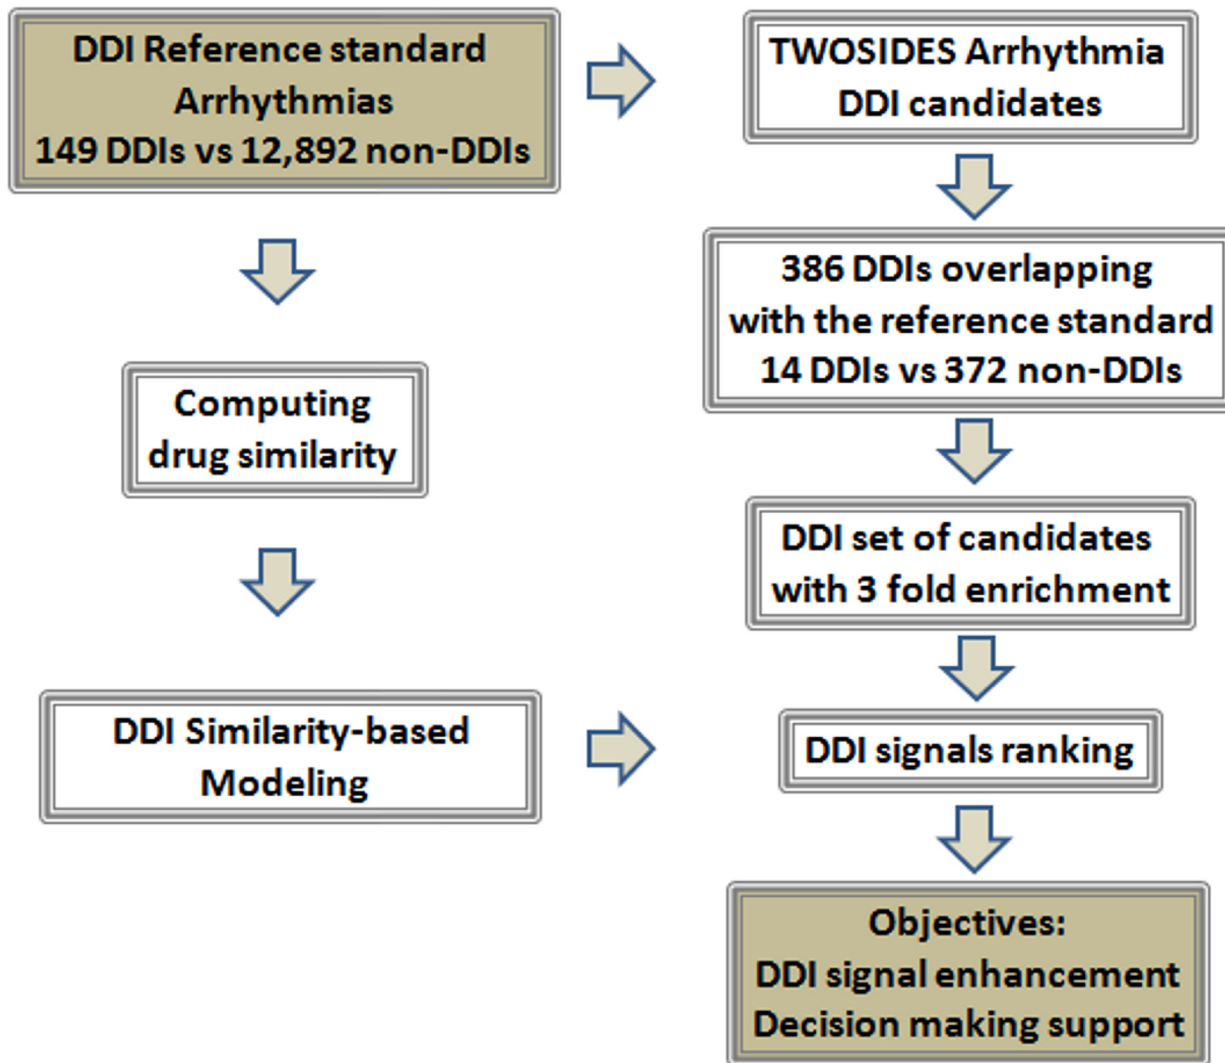 DDI Reference standard
Arrhythmias
149 DDIs vs 12,892 non-DDIs
TWOSIDES Arrhythmia
DDI candidates
386 DDIs overlapping
with the reference standard
14 DDIs vs 372 non-DDIs
Computing
drug similarity
DDI set of candidates
with 3 fold enrichment
DDI Similarity-based
Modeling
DDI signals ranking
Objectives:
DDI signal enhancement
Decision making support